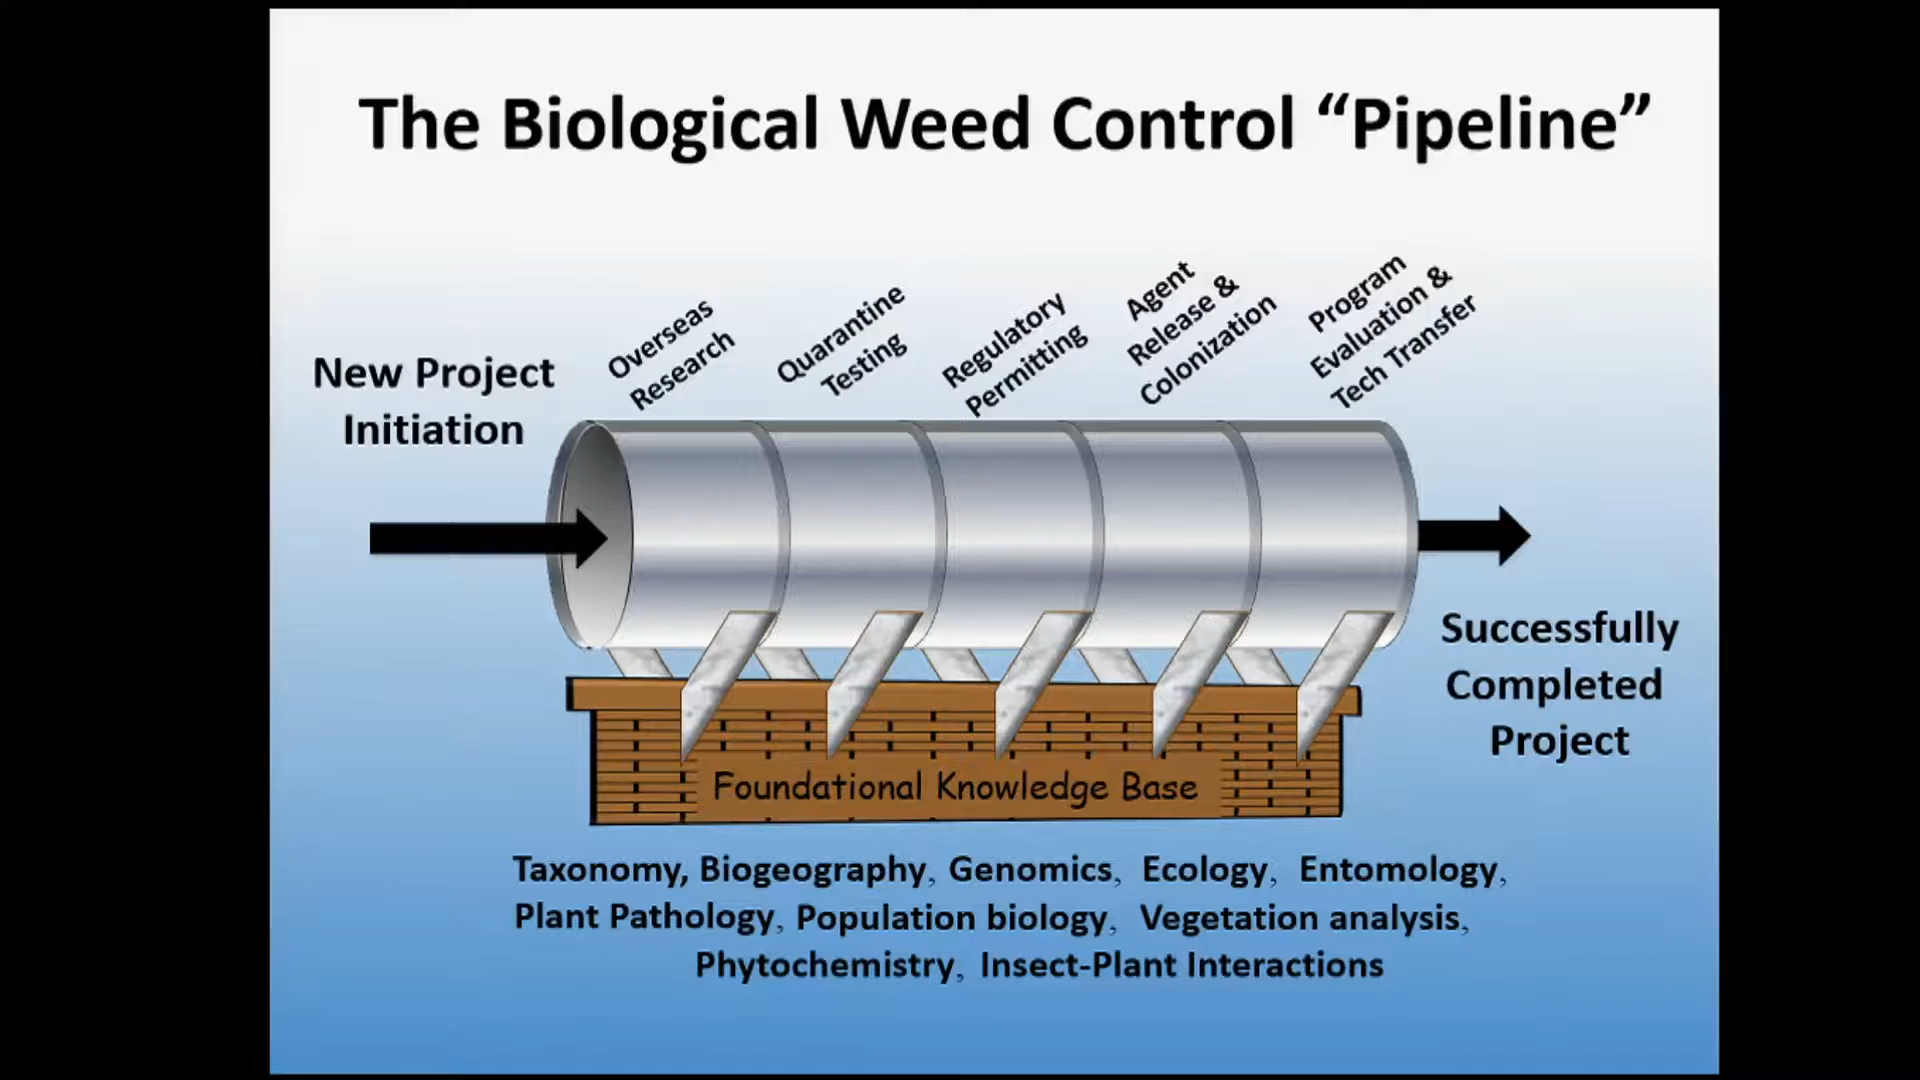 The Biological Weed Control “Pipeline”
New Project
Initiation
Overseas
Research
Quarantine
Testing
Regulatory
Permitting
Agent
Release &
Colonization
Program
Evaluation &
Tech Transfer
Successfully
Completed
Project
Foundational Knowledge Base
Taxonomy, Biogeography, Genomics, Ecology, Entomology,
Plant Pathology, Population biology, Vegetation analysis,
Phytochemistry, Insect-Plant Interactions